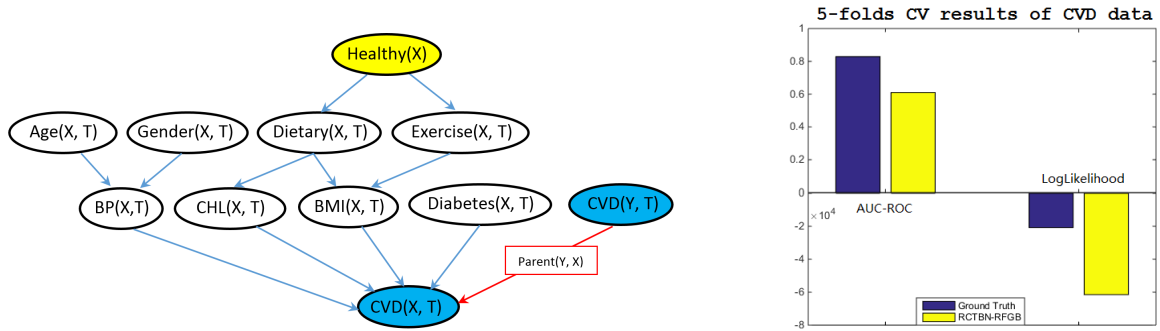 Healthy(X)
Age(X, T)
Gender(X, T)
Dietary(X, T)
Exercise(X, T)
BP(X,T)
CHL(X, T)
BMI(X, T)
Diabetes(X, T)
CVD(Y, T)
Parent(Y, X)
CVD(X, T)
5-folds CV results of CVD data
1
0.8
0.6
0.4
0.2
0
LogLikelihood
AUC-ROC
×10^4
-2
-4
-6
-8
Ground Truth
RCTBN-RFGB